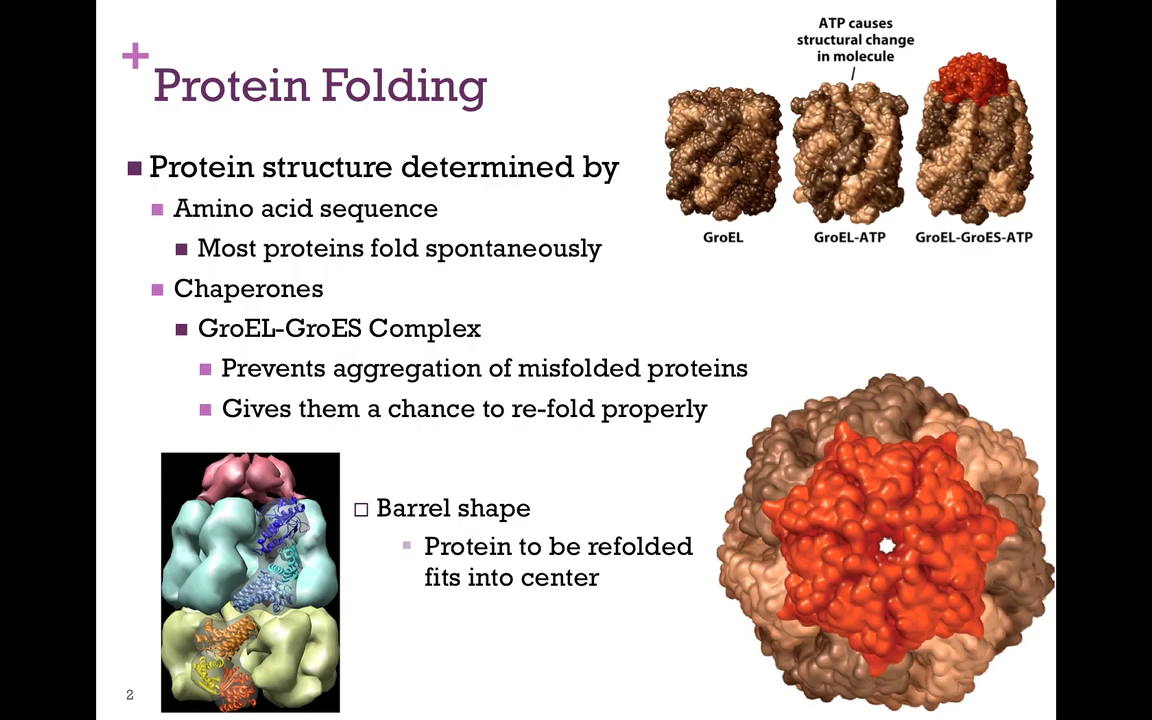 +
Protein Folding
ATP causes
structural change
in molecule
GroEL
GroEL-ATP
GroEL-GroES-ATP
Protein structure determined by
Amino acid sequence
Most proteins fold spontaneously
Chaperones
GroEL-GroES Complex
Prevents aggregation of misfolded proteins
Gives them a chance to re-fold properly
Barrel shape
Protein to be refolded
fits into center
2